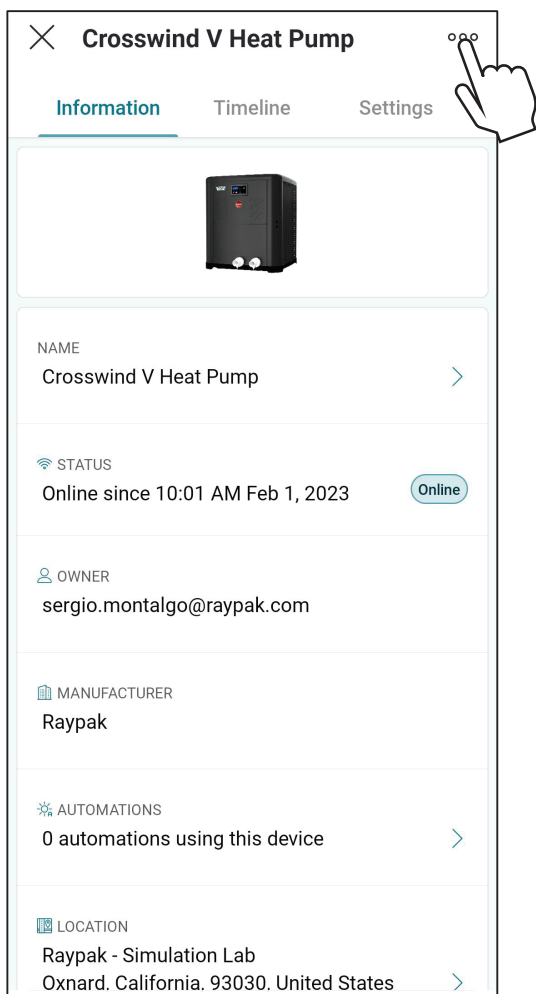 Crosswind V Heat Pump
Information Timeline Settings
NAME
Crosswind V Heat Pump
STATUS
Online since 10:01 AM Feb 1, 2023 Online
OWNER
sergio.montalgo@raypak.com
MANUFACTURER
Raypak
AUTOMATIONS
0 automations using this device
LOCATION
Raypak - Simulation Lab
Oxnard, California, 93030, United States